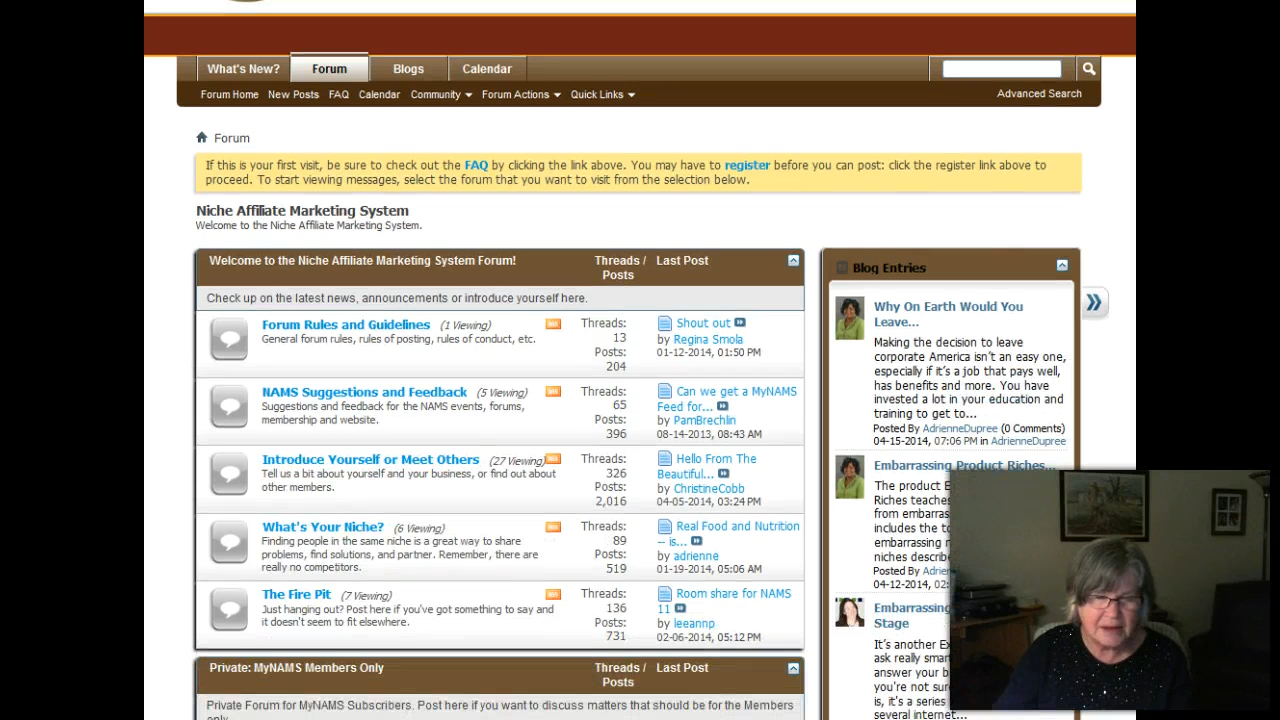 What's New?
Forum
Blogs
Calendar
Forum Home New Posts FAQ Calendar Community Forum Actions Quick Links
Advanced Search
Forum
If this is your first visit, be sure to check out the FAQ by clicking the link above. You may have to register before you can post: click the register link above to
proceed. To start viewing messages, select the forum that you want to visit from the selection below.
Niche Affiliate Marketing System
Welcome to the Niche Affiliate Marketing System.
Welcome to the Niche Affiliate Marketing System Forum!
Threads /
Posts
Last Post
Check up on the latest news, announcements or introduce yourself here.
Forum Rules and Guidelines (1 Viewing)
General forum rules, rules of posting, rules of conduct, etc.
Threads:
13
Posts:
204
Shout out
by Regina Smola
01-12-2014, 01:50 PM
NAMS Suggestions and Feedback (5 Viewing)
Suggestions and feedback for the NAMS events, forums,
membership and website.
Threads:
65
Posts:
396
Can we get a MyNAMS
Feed for...
by PamBrechlin
08-14-2013, 08:43 AM
Introduce Yourself or Meet Others (27 Viewing)
Tell us a bit about yourself and your business, or find out about
other members.
Threads:
326
Posts:
2,016
Hello From The
Beautiful...
by ChristineCobb
04-05-2014, 03:24 PM
What's Your Niche? (6 Viewing)
Finding people in the same niche is a great way to share
problems, find solutions, and partner. Remember, there are
really no competitors.
Threads:
89
Posts:
519
Real Food and Nutrition
-- is...
by adrienne
01-19-2014, 05:06 AM
The Fire Pit (7 Viewing)
Just hanging out? Post here if you've got something to say and
it doesn't seem to fit elsewhere.
Threads:
136
Posts:
731
Room share for NAMS
11
by leeannp
02-06-2014, 05:12 PM
Private: MyNAMS Members Only
Threads /
Posts
Last Post
Private Forum for MyNAMS Subscribers. Post here if you want to discuss matters that should be for the Members
only.
Blog Entries
Why On Earth Would You
Leave...
Making the decision to leave
corporate America isn't an easy one,
especially if it's a job that pays well,
has benefits and more. You have
invested a lot in your education and
training to get to...
Posted By AdrienneDupree (0 Comments)
04-15-2014, 07:06 PM in AdrienneDupree
Embarrassing Product Riches...
The product
Riches teache
from embarras
includes the
embarrassing
niches describe
Posted By Adrien
04-12-2014, 02:
Embarrassing
Stage
It's another
ask really smar
answer your
you're not sur
is, it's a series
several internet...